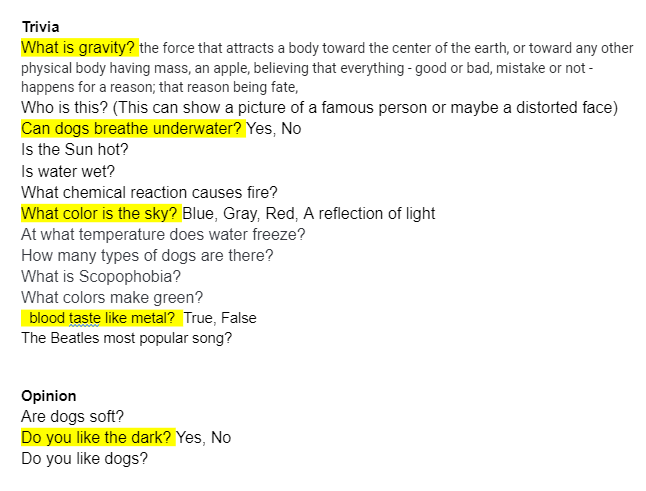 Trivia
What is gravity? the force that attracts a body toward the center of the earth, or toward any other
physical body having mass, an apple, believing that everything - good or bad, mistake or not -
happens for a reason; that reason being fate,
Who is this? (This can show a picture of a famous person or maybe a distorted face)
Can dogs breathe underwater? Yes, No
Is the Sun hot?
Is water wet?
What chemical reaction causes fire?
What color is the sky? Blue, Gray, Red, A reflection of light
At what temperature does water freeze?
How many types of dogs are there?
What is Scopophobia?
What colors make green?
blood taste like metal? True, False
The Beatles most popular song?
Opinion
Are dogs soft?
Do you like the dark? Yes, No
Do you like dogs?